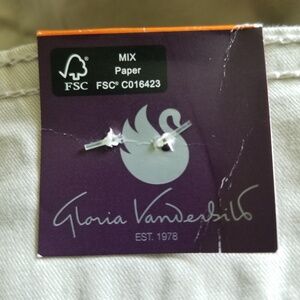 MIX
Paper
FSC
FSC® C016423
Gloria Vanderbilt
EST. 1978